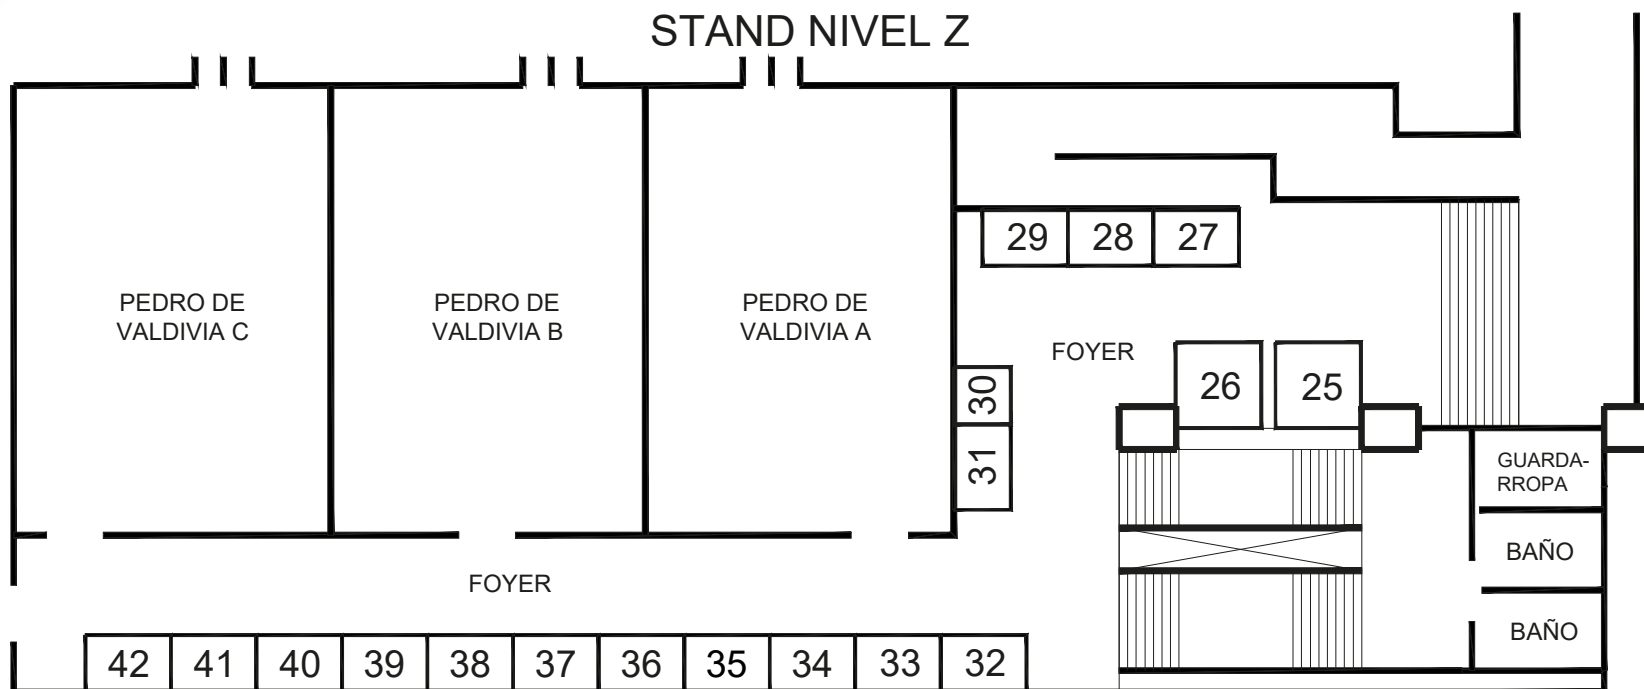 STAND NIVEL Z
29 28 27
PEDRO DE
VALDIVIA C
PEDRO DE
VALDIVIA B
PEDRO DE
VALDIVIA A
FOYER
26 25
30
31
GUARDA-
RROPA
BAÑO
BAÑO
FOYER
42 41 40 39 38 37 36 35 34 33 32